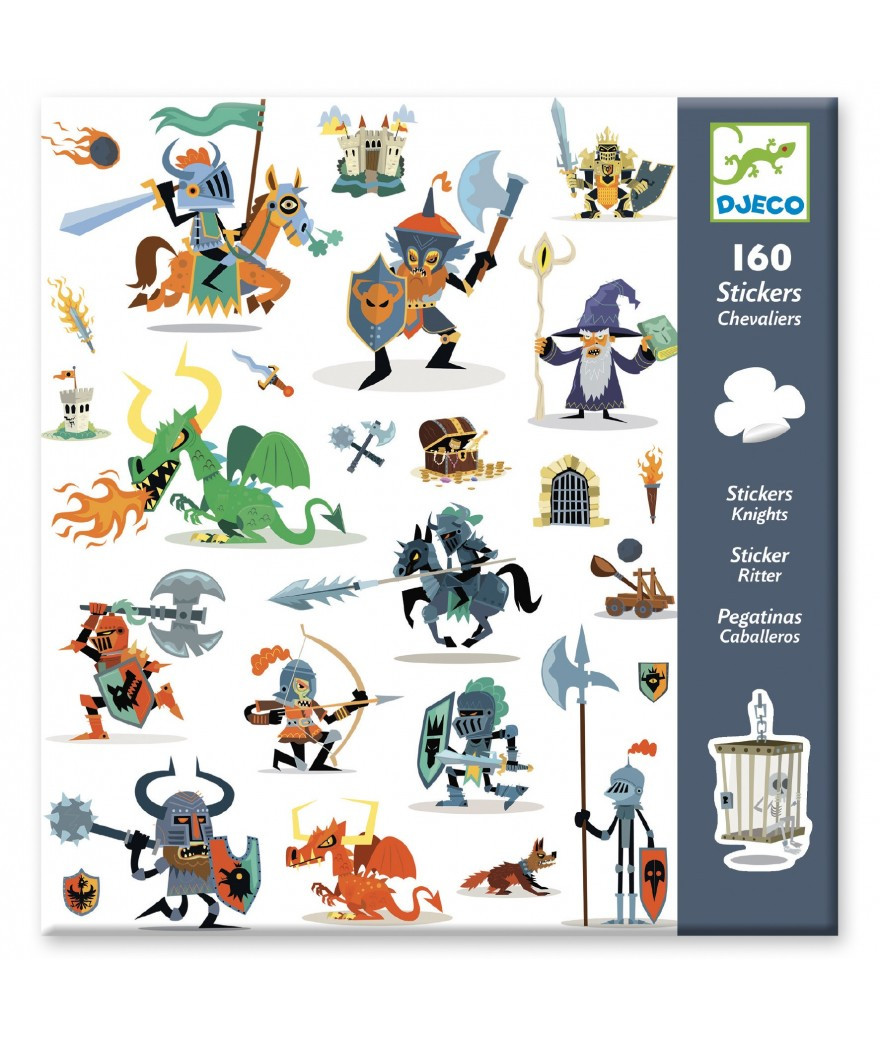 DJECO
160
Stickers
Chevaliers
Stickers
Knights
Sticker
Ritter
Pegatinas
Caballeros